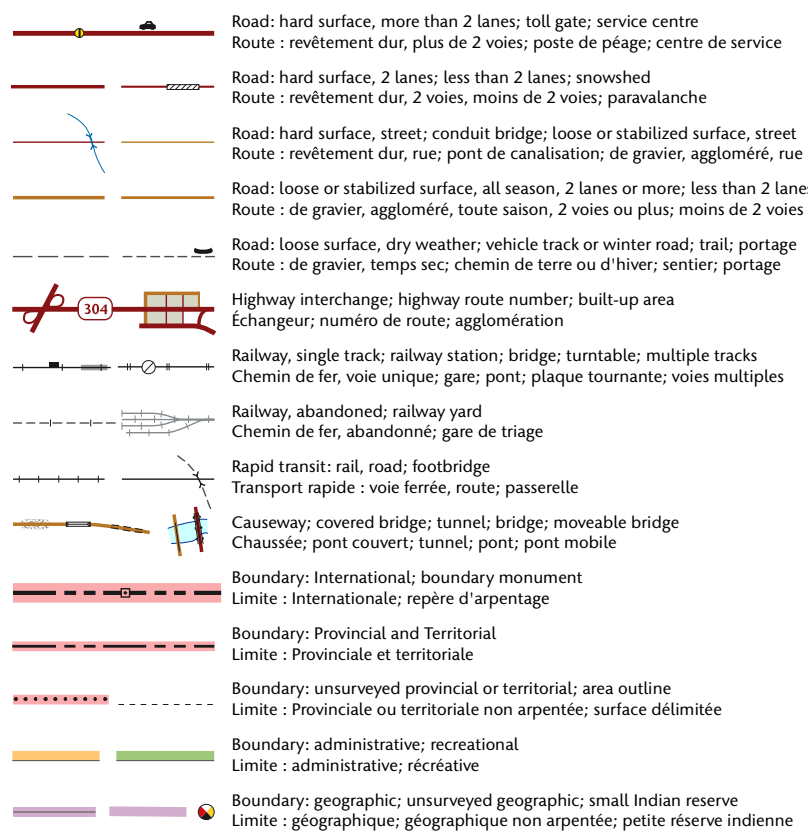 Road: hard surface, more than 2 lanes; toll gate; service centre
Route : revêtement dur, plus de 2 voies; poste de péage; centre de service
Road: hard surface, 2 lanes; less than 2 lanes; snowshed
Route : revêtement dur, 2 voies, moins de 2 voies; paravalanche
Road: hard surface, street; conduit bridge; loose or stabilized surface, street
Route : revêtement dur, rue; pont de canalisation; de gravier, aggloméré, rue
Road: loose or stabilized surface, all season, 2 lanes or more; less than 2 lanes
Route : de gravier, aggloméré, toute saison, 2 voies ou plus; moins de 2 voies
Road: loose surface, dry weather; vehicle track or winter road; trail; portage
Route : de gravier, temps sec; chemin de terre ou d'hiver; sentier; portage
304
Highway interchange; highway route number; built-up area
Échangeur; numéro de route; agglomération
Railway, single track; railway station; bridge; turntable; multiple tracks
Chemin de fer, voie unique; gare; pont; plaque tournante; voies multiples
Railway, abandoned; railway yard
Chemin de fer, abandonné; gare de triage
Rapid transit: rail, road; footbridge
Transport rapide : voie ferrée, route; passerelle
Causeway; covered bridge; tunnel; bridge; moveable bridge
Chaussée; pont couvert; tunnel; pont; pont mobile
Boundary: International; boundary monument
Limite : Internationale; repère d'arpentage
Boundary: Provincial and Territorial
Limite : Provinciale et territoriale
Boundary: unsurveyed provincial or territorial; area outline
Limite : Provinciale ou territoriale non arpentée; surface délimitée
Boundary: administrative; recreational
Limite : administrative; récréative
Boundary: geographic; unsurveyed geographic; small Indian reserve
Limite : géographique; géographique non arpentée; petite réserve indienne